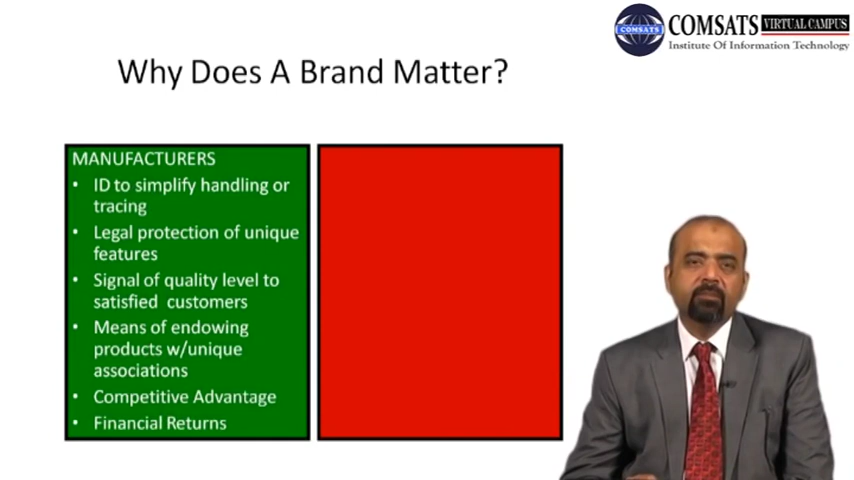 COMSATS VIRTUAL CAMPUS
COMSATS
Institute Of Information Technology
Why Does A Brand Matter?
MANUFACTURERS
• ID to simplify handling or
tracing
• Legal protection of unique
features
• Signal of quality level to
satisfied customers
• Means of endowing
products w/unique
associations
• Competitive Advantage
• Financial Returns